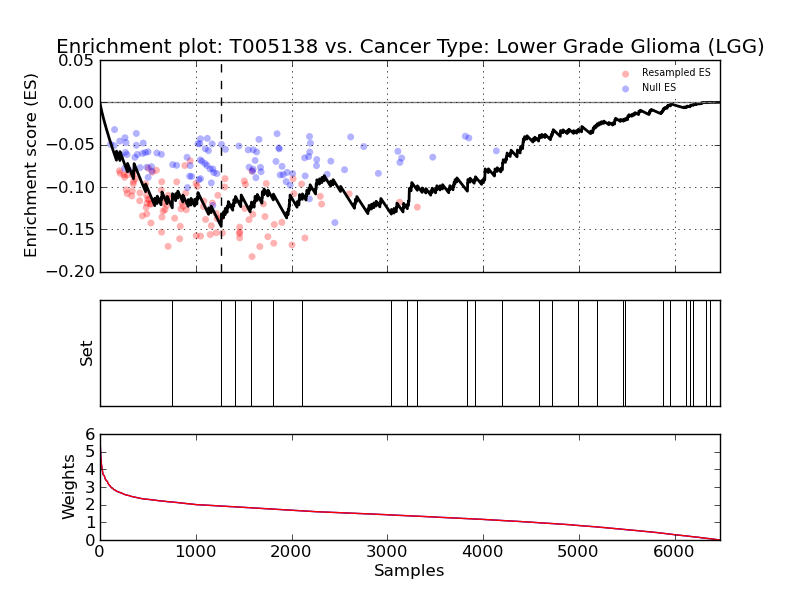 Enrichment plot: T005138 vs. Cancer Type: Lower Grade Glioma (LGG)
Enrichment score (ES)
0.05
0.00
−0.05
−0.10
−0.15
−0.20
Resampled ES
Null ES
Set
Weights
6
5
4
3
2
1
0
0 1000 2000 3000 4000 5000 6000
Samples